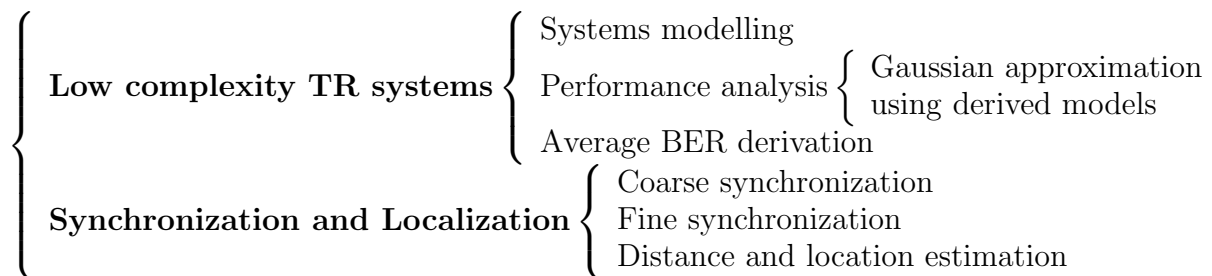 Low complexity TR systems
Systems modelling
Performance analysis
Gaussian approximation
using derived models
Average BER derivation
Synchronization and Localization
Coarse synchronization
Fine synchronization
Distance and location estimation